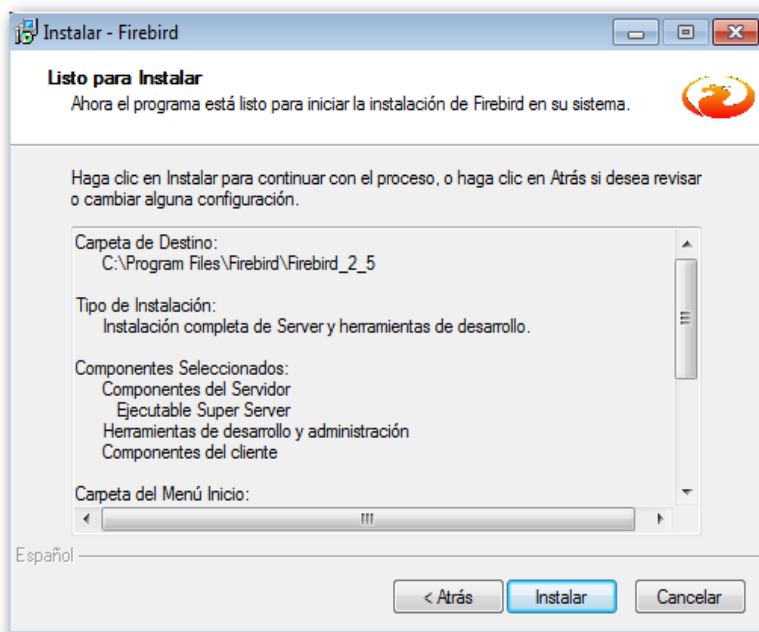 Instalar - Firebird
Listo para Instalar
Ahora el programa está listo para iniciar la instalación de Firebird en su sistema.
Haga clic en Instalar para continuar con el proceso, o haga clic en Atrás si desea revisar
o cambiar alguna configuración.
Carpeta de Destino:
C:\Program Files\Firebird\Firebird_2_5
Tipo de Instalación:
Instalación completa de Server y herramientas de desarrollo.
Componentes Seleccionados:
Componentes del Servidor
Ejecutable Super Server
Herramientas de desarrollo y administración
Componentes del cliente
Carpeta del Menú Inicio:
Español
< Atrás
Instalar
Cancelar